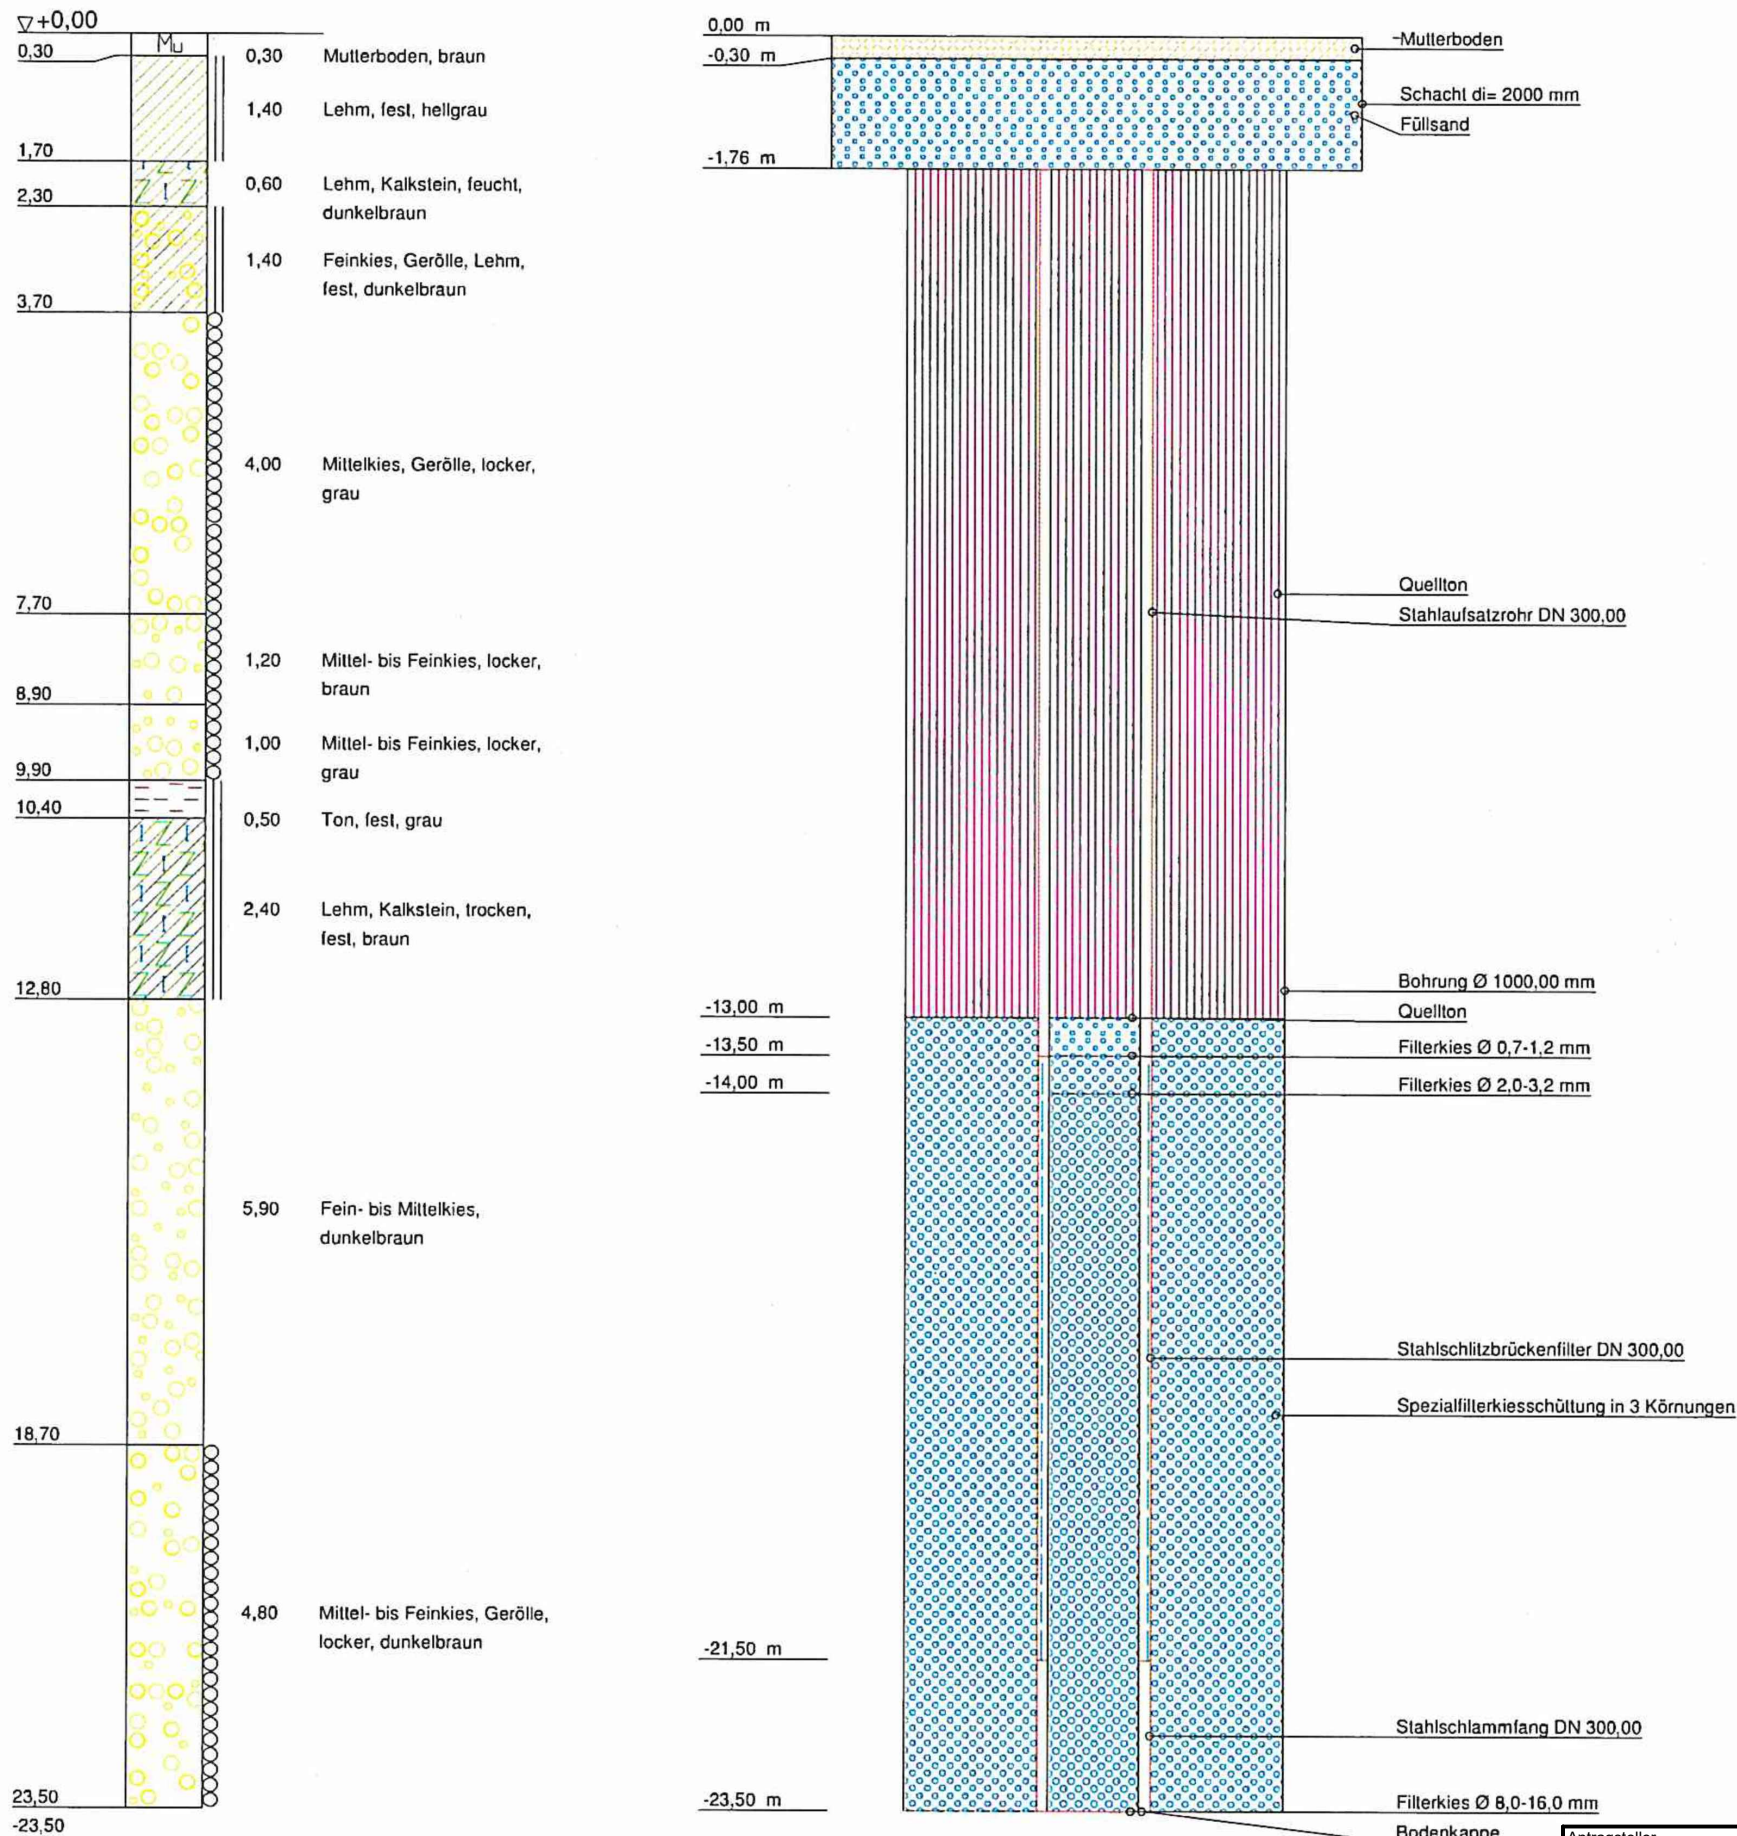 ▽+0,00
Mu
0,30
0,30 Mutterboden, braun
1,40 Lehm, fest, hellgrau
1,70
0,60 Lehm, Kalkstein, feucht,
dunkelbraun
2,30
1,40 Feinkies, Gerölle, Lehm,
fest, dunkelbraun
3,70
4,00 Mittelkies, Gerölle, locker,
grau
7,70
1,20 Mittel- bis Feinkies, locker,
braun
8,90
1,00 Mittel- bis Feinkies, locker,
grau
9,90
10,40
0,50 Ton, fest, grau
2,40 Lehm, Kalkstein, trocken,
fest, braun
12,80
5,90 Fein- bis Mittelkies,
dunkelbraun
18,70
4,80 Mittel- bis Feinkies, Gerölle,
locker, dunkelbraun
23,50
-23,50
0,00 m
-0,30 m
-1,76 m
-13,00 m
-13,50 m
-14,00 m
-21,50 m
-23,50 m
-Mutterboden
Schacht di= 2000 mm
Füllsand
Quellton
Stahlaufsatzrohr DN 300,00
Bohrung Ø 1000,00 mm
Quellton
Filterkies Ø 0,7-1,2 mm
Filterkies Ø 2,0-3,2 mm
Stahlschlitzbrückenfilter DN 300,00
Spezialfilterkiesschüttung in 3 Körnungen
Stahlschlammfang DN 300,00
Filterkies Ø 8,0-16,0 mm
Bodenkappe
Antragsteller